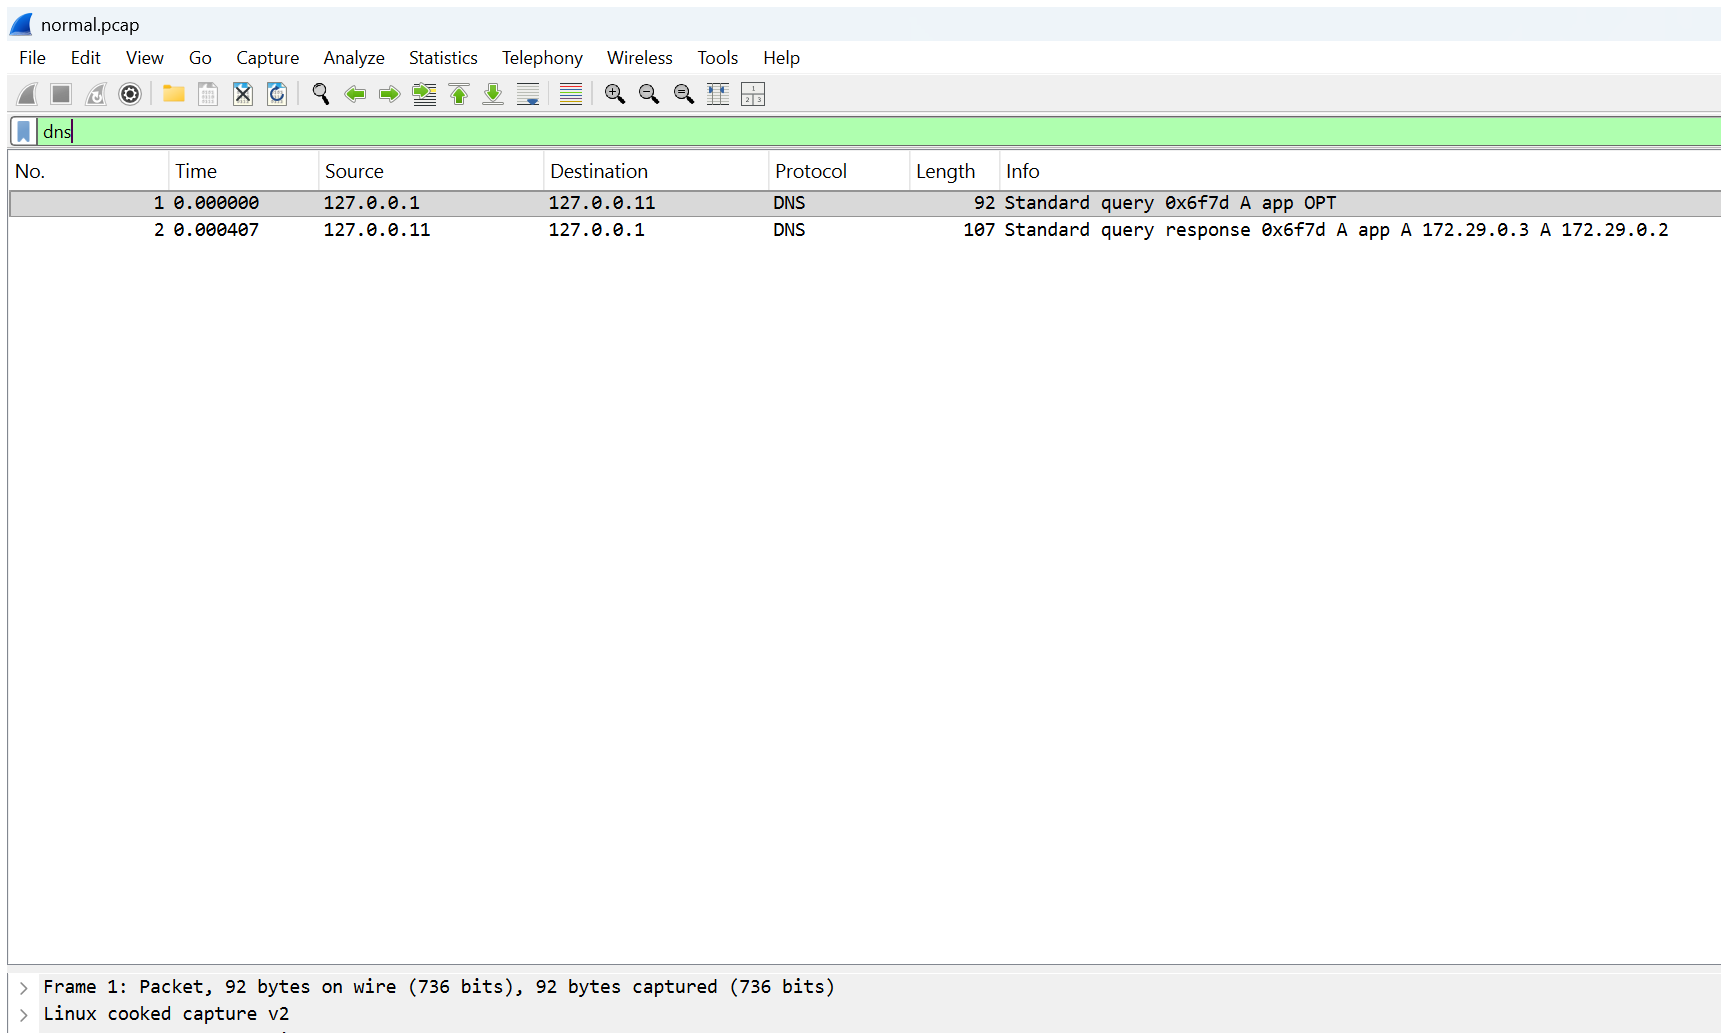 normal.pcap
File Edit View Go Capture Analyze Statistics Telephony Wireless Tools Help
dns
No. Time Source Destination Protocol Length Info
1 0.000000 127.0.0.1 127.0.0.11 DNS 92 Standard query 0x6f7d A app OPT
2 0.000407 127.0.0.11 127.0.0.1 DNS 107 Standard query response 0x6f7d A app A 172.29.0.3 A 172.29.0.2
Frame 1: Packet, 92 bytes on wire (736 bits), 92 bytes captured (736 bits)
Linux cooked capture v2